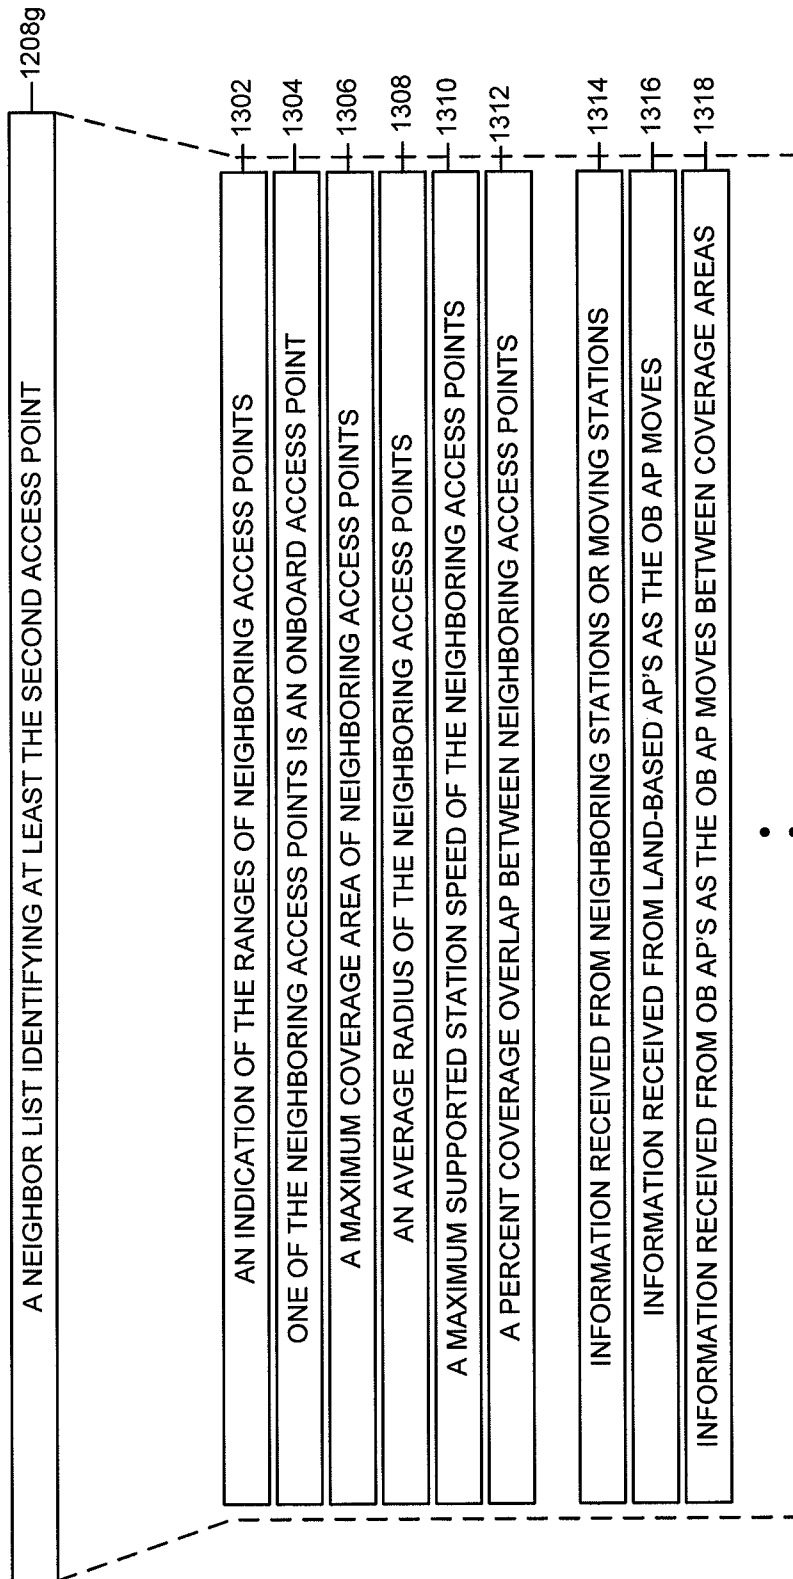 A NEIGHBOR LIST IDENTIFYING AT LEAST THE SECOND ACCESS POINT
1208g
AN INDICATION OF THE RANGES OF NEIGHBORING ACCESS POINTS
1302
ONE OF THE NEIGHBORING ACCESS POINTS IS AN ONBOARD ACCESS POINT
1304
A MAXIMUM COVERAGE AREA OF NEIGHBORING ACCESS POINTS
1306
AN AVERAGE RADIUS OF THE NEIGHBORING ACCESS POINTS
1308
A MAXIMUM SUPPORTED STATION SPEED OF THE NEIGHBORING ACCESS POINTS
1310
A PERCENT COVERAGE OVERLAP BETWEEN NEIGHBORING ACCESS POINTS
1312
INFORMATION RECEIVED FROM NEIGHBORING STATIONS OR MOVING STATIONS
1314
INFORMATION RECEIVED FROM LAND-BASED AP'S AS THE OB AP MOVES
1316
INFORMATION RECEIVED FROM OB AP'S AS THE OB AP MOVES BETWEEN COVERAGE AREAS
1318